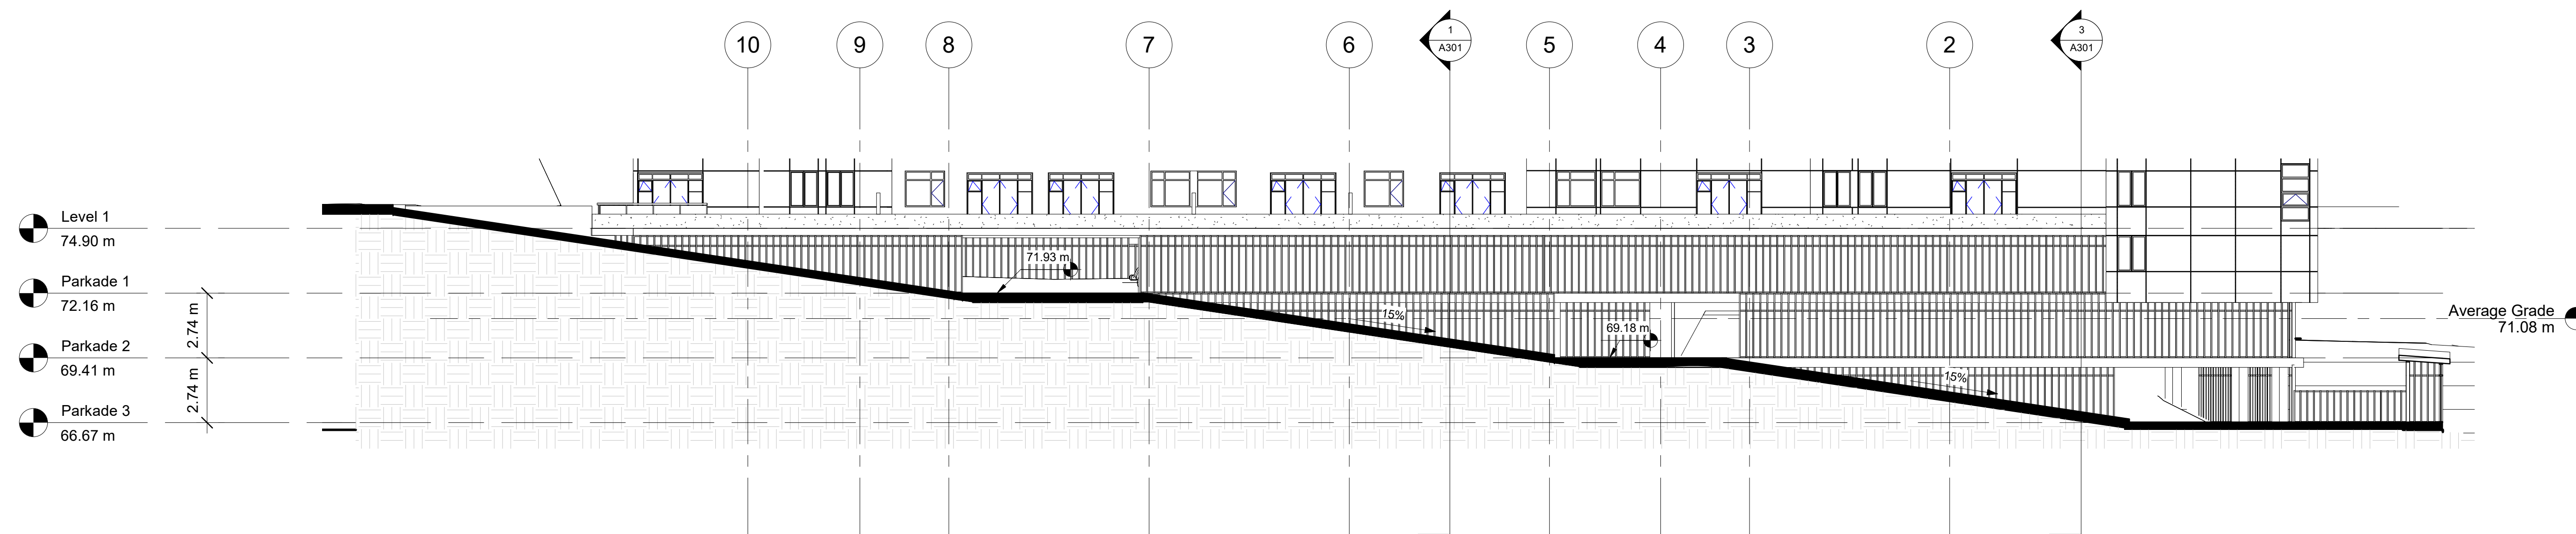 10
9
8
7
6
1
A301
5
4
3
2
3
A301
Level 1
74.90 m
71.93 m
Parkade 1
72.16 m
2.74 m
15%
Average Grade
71.08 m
69.18 m
Parkade 2
69.41 m
2.74 m
15%
Parkade 3
66.67 m